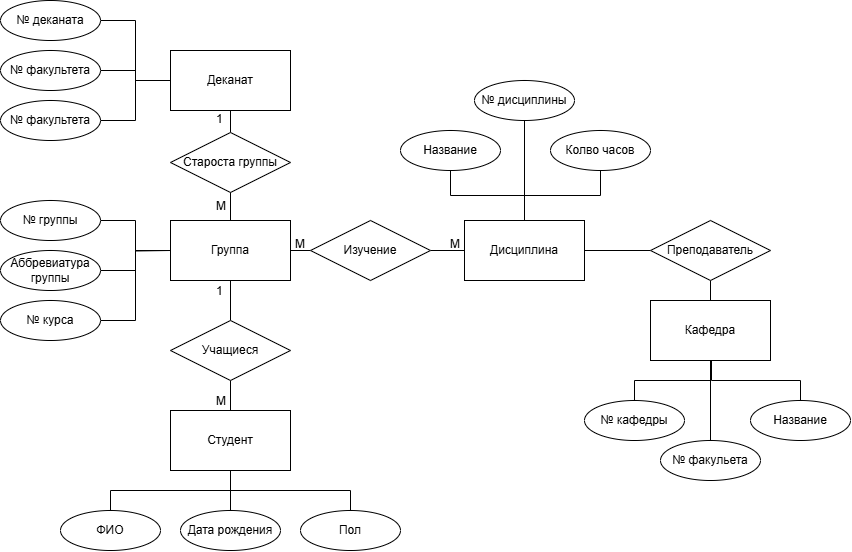 № деканата
№ факультета
№ факультета
Деканат
1
Староста группы
М
№ группы
Аббревиатура
группы
№ курса
Группа
М
Изучение
М
Дисциплина
№ дисциплины
Название
Колво часов
Преподаватель
Кафедра
№ кафедры
№ факульета
Название
1
Учащиеся
М
Студент
ФИО
Дата рождения
Пол